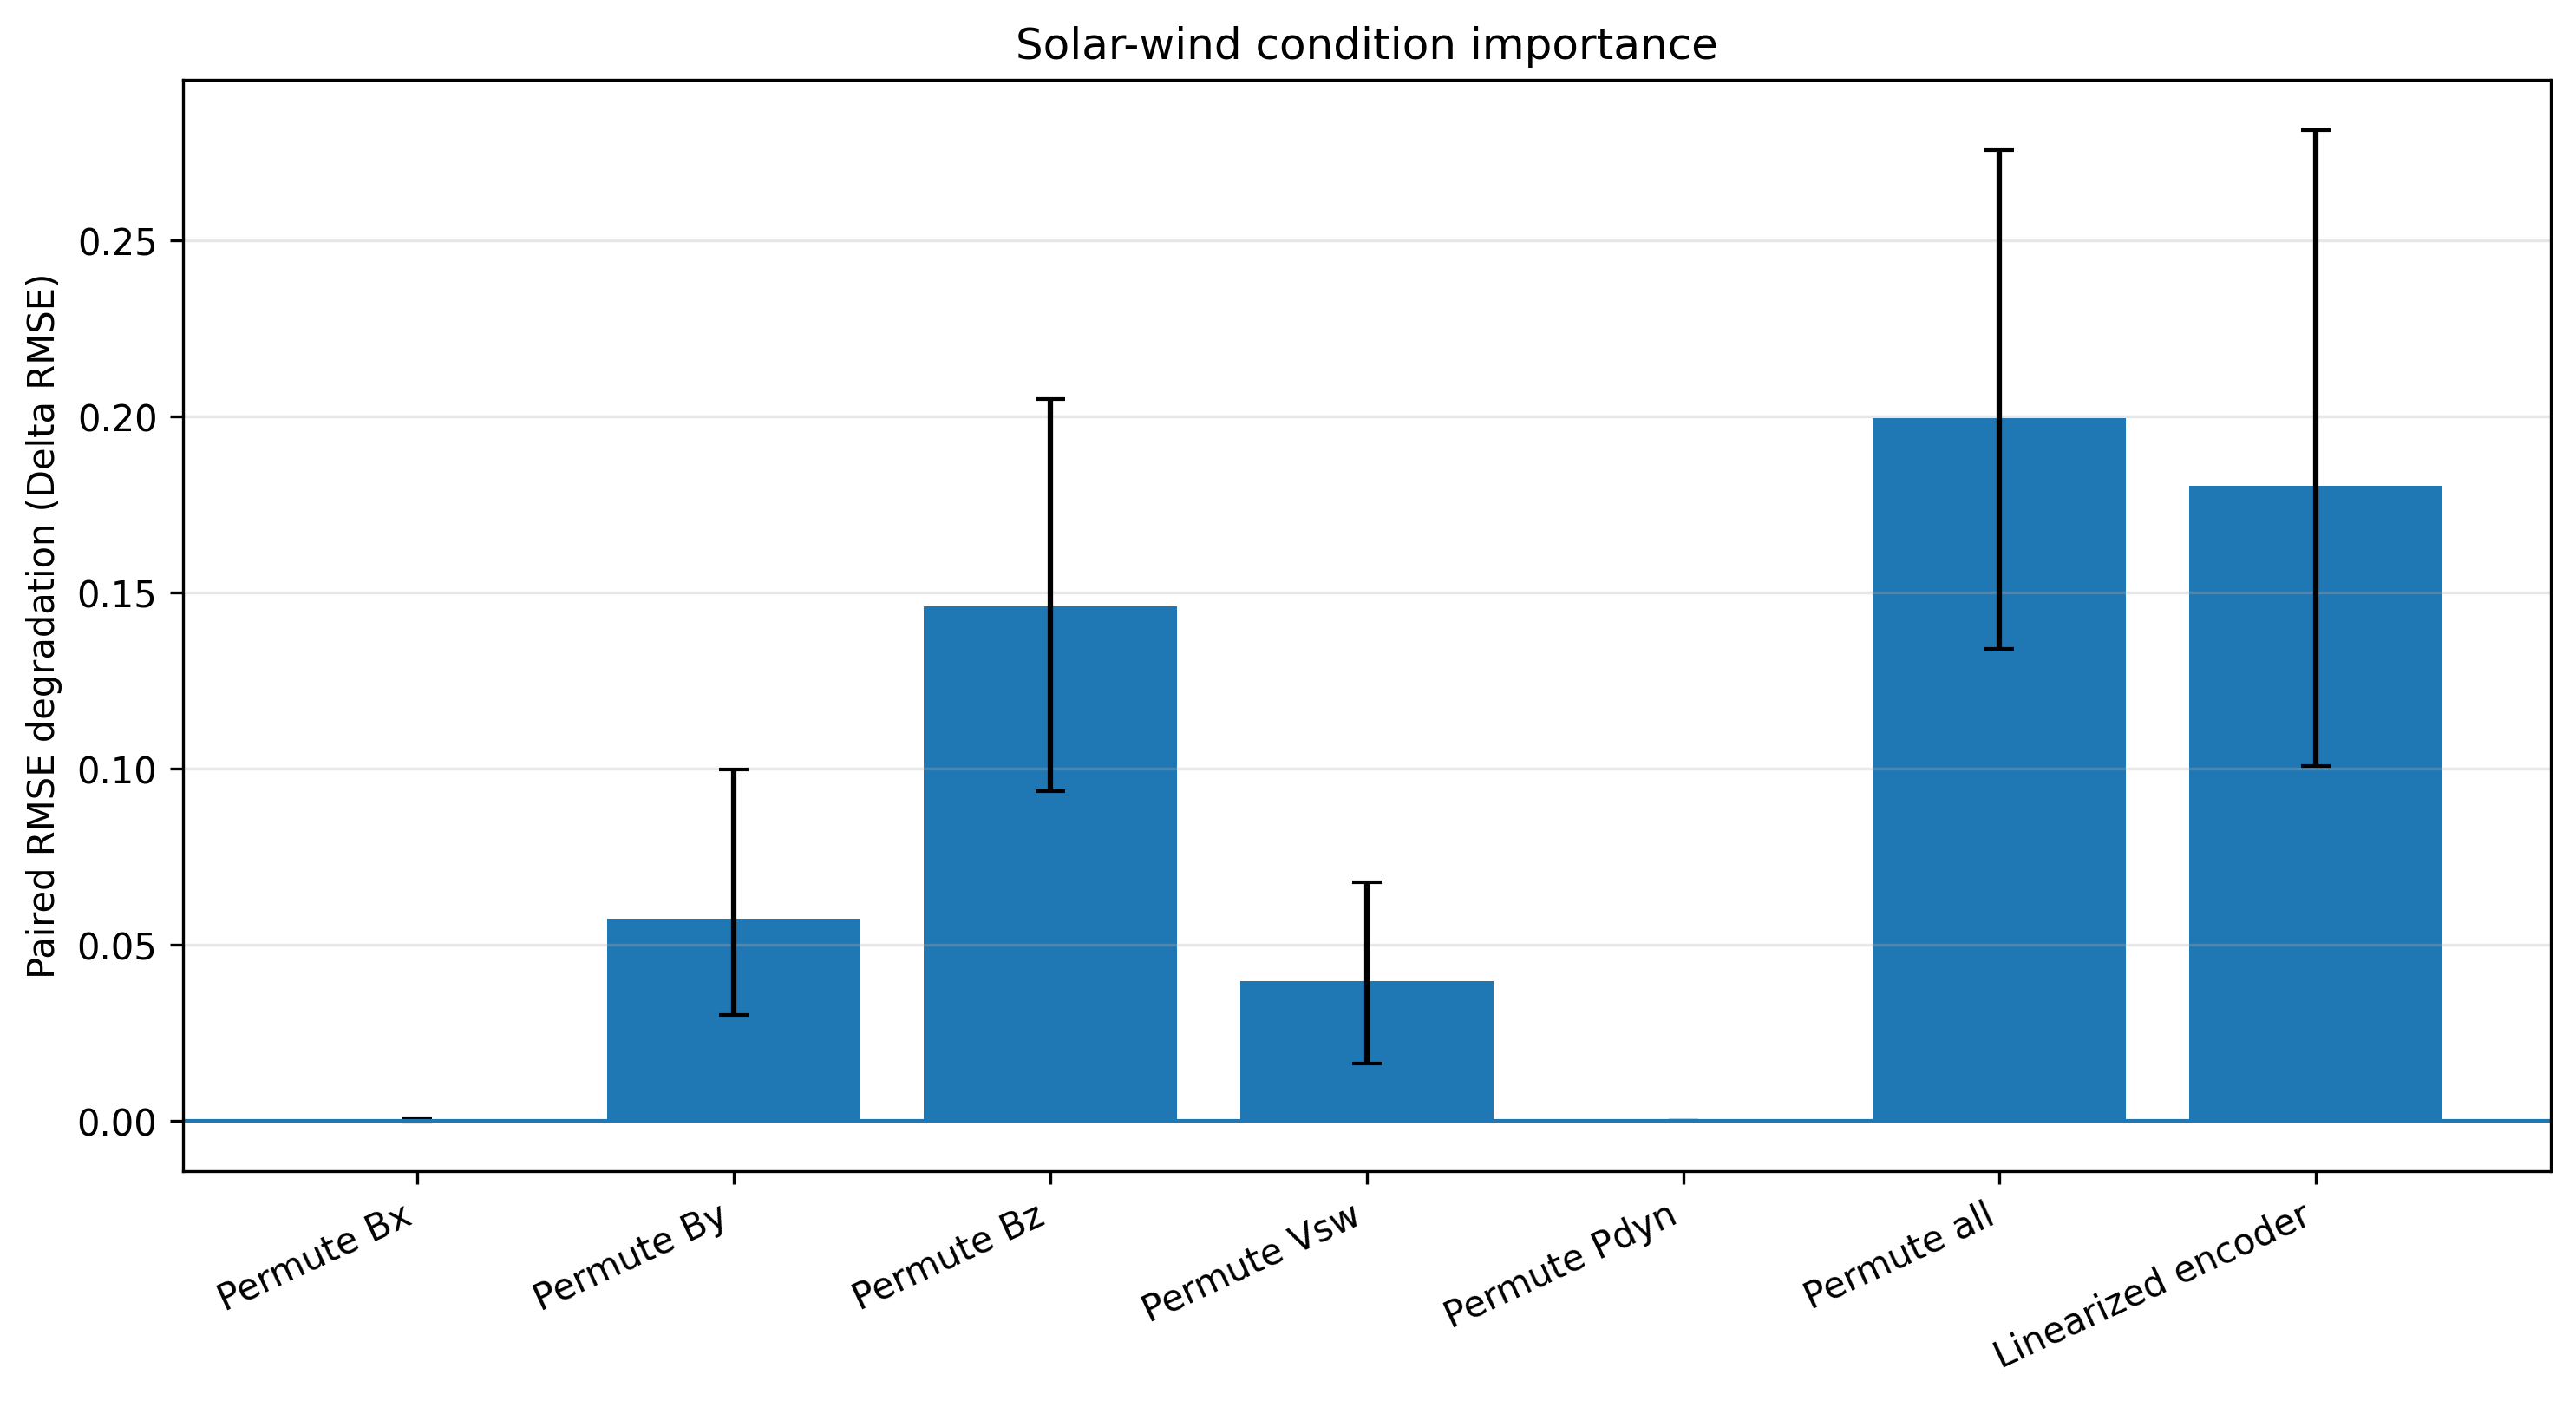 Solar-wind condition importance
Paired RMSE degradation (Delta RMSE)
0.25
0.20
0.15
0.10
0.05
0.00
Permute Bx
Permute By
Permute Bz
Permute Vsw
Permute Pdyn
Permute all
Linearized encoder